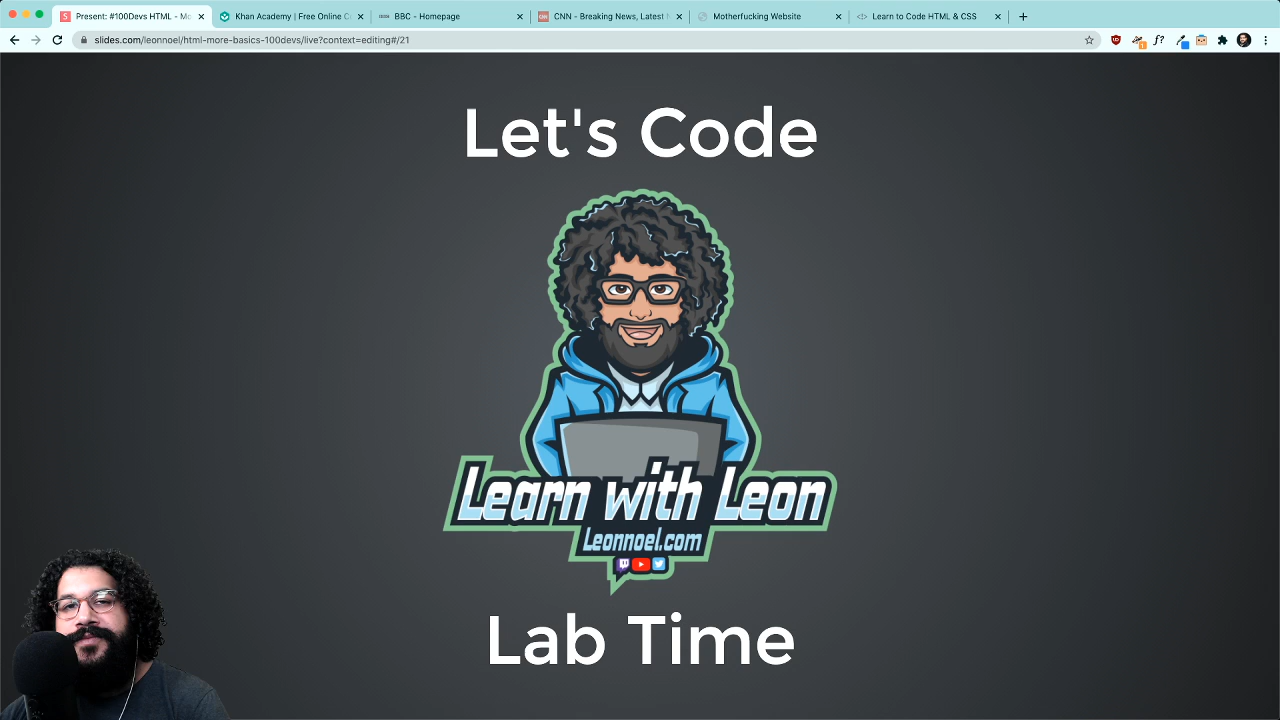 Present: #100Devs HTML - Mo
Khan Academy | Free Online C
BBC - Homepage
CNN - Breaking News, Latest N
Motherfucking Website
Learn to Code HTML & CSS
slides.com/leonnoel/html-more-basics-100devs/live?context=editing#/21
Let's Code
Learn with Leon
Leonnoel.com
Lab Time